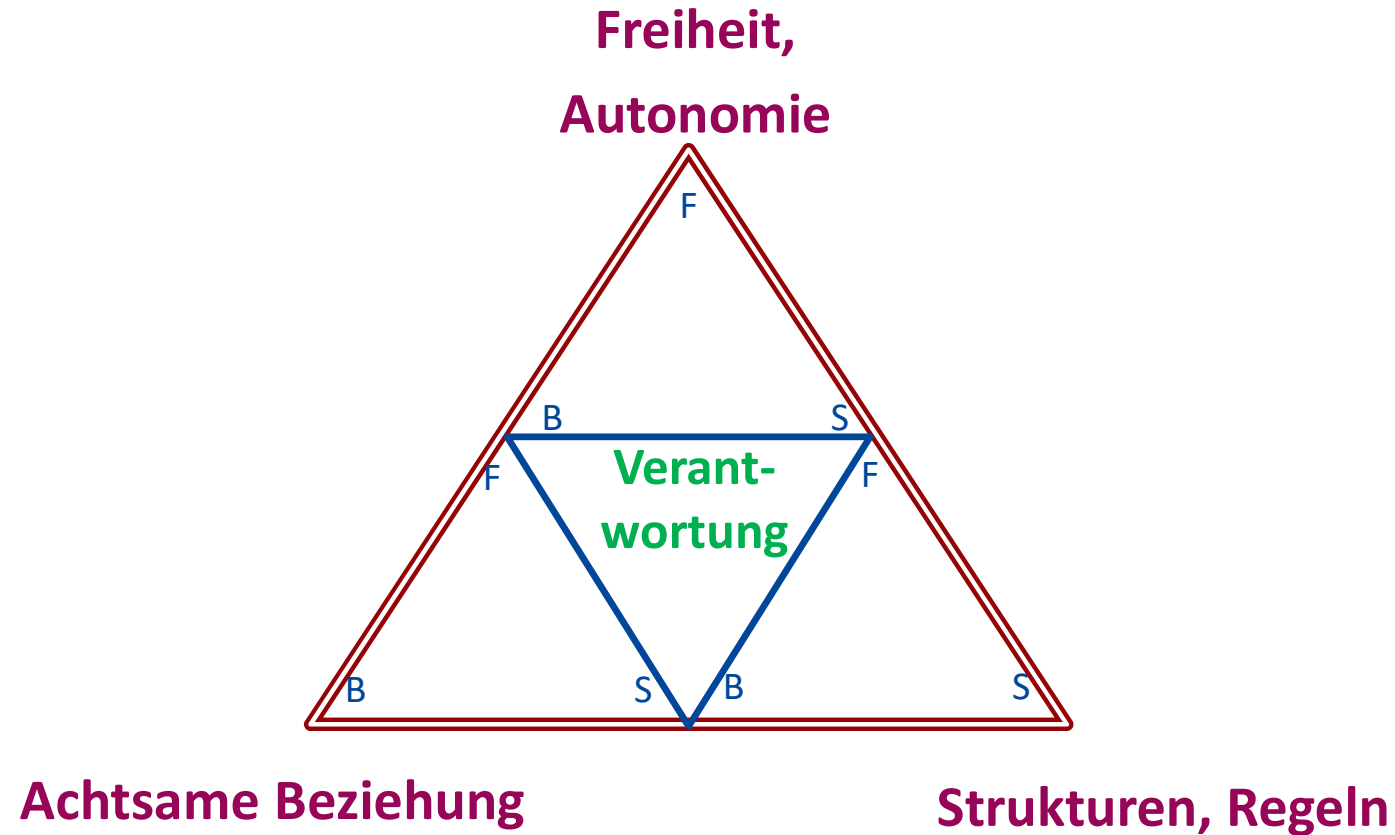 Freiheit,
Autonomie
F
B S
F Verant- F
wortung
B S B S
Achtsame Beziehung Strukturen, Regeln